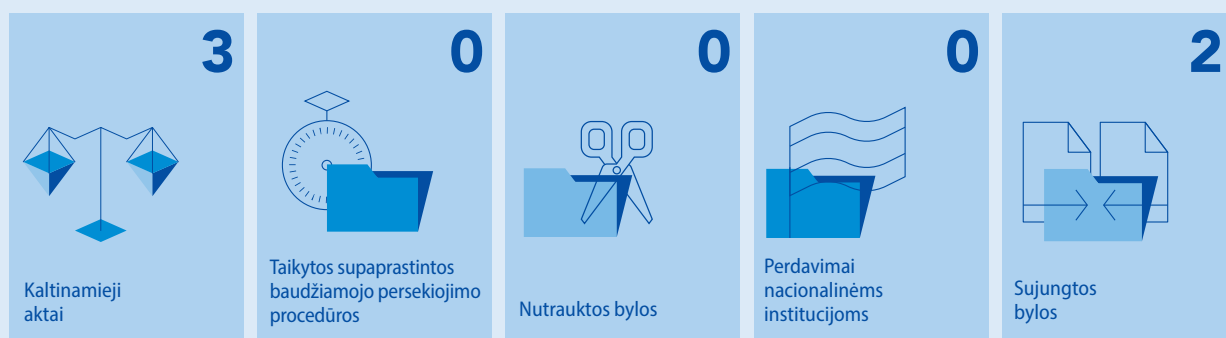 3
Kaltinamieji
aktai
0
Taikytos supaprastintos
baudžiamojo persekiojimo
procedūros
0
Nutrauktos bylos
0
Perdavimai
nacionalinėms
institucijoms
2
Sujungtos
bylos